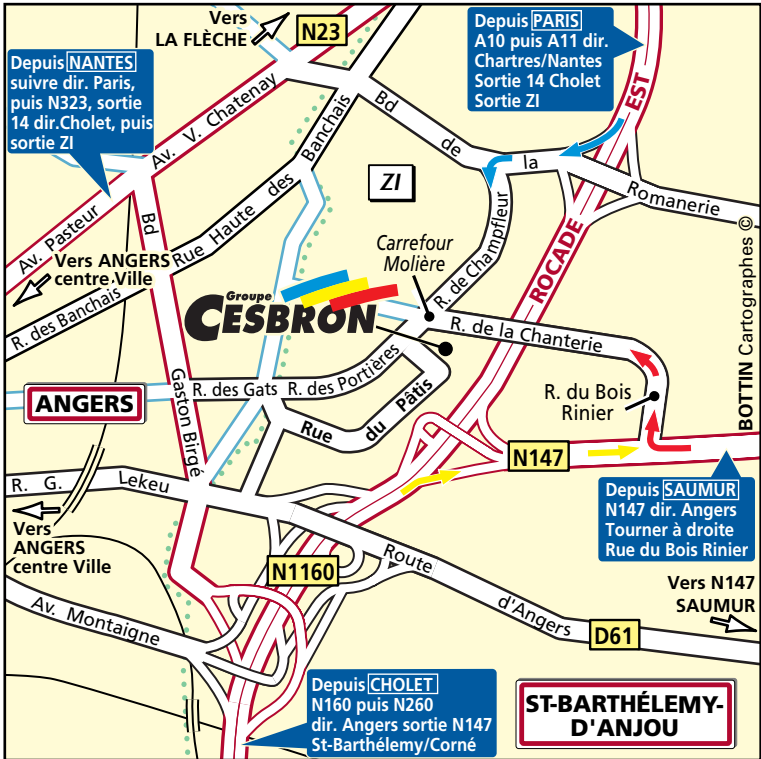 Vers
LA FLÈCHE
N23
Depuis PARIS
A10 puis A11 dir.
Chartres/Nantes
Sortie 14 Cholet
Sortie ZI
Depuis NANTES
suivre dir. Paris,
puis N323, sortie
14 dir.Cholet, puis
sortie ZI
Av. Pasteur
Av. V. Chatenay
Bd de la Romanerie
ROCADE EST
Rue Haute des Banchais
R. des Banchais
ZI
Vers ANGERS
centre Ville
Carrefour
Molière
R. de Champfleur
Groupe
CESBRON
R. de la Chanterie
BOTTIN Cartographes ©
Bd Gaston Birgé
R. des Gats
R. des Portières
Rue du Pâtis
ANGERS
R. du Bois
Rinier
N147
R. G. Lekeu
Vers
ANGERS
centre Ville
Depuis SAUMUR
N147 dir. Angers
Tourner à droite
Rue du Bois Rinier
N1160
Route d'Angers
Av. Montaigne
D61
Vers N147
SAUMUR
Depuis CHOLET
N160 puis N260
dir. Angers sortie N147
St-Barthélemy/Corné
ST-BARTHÉLEMY-
D'ANJOU